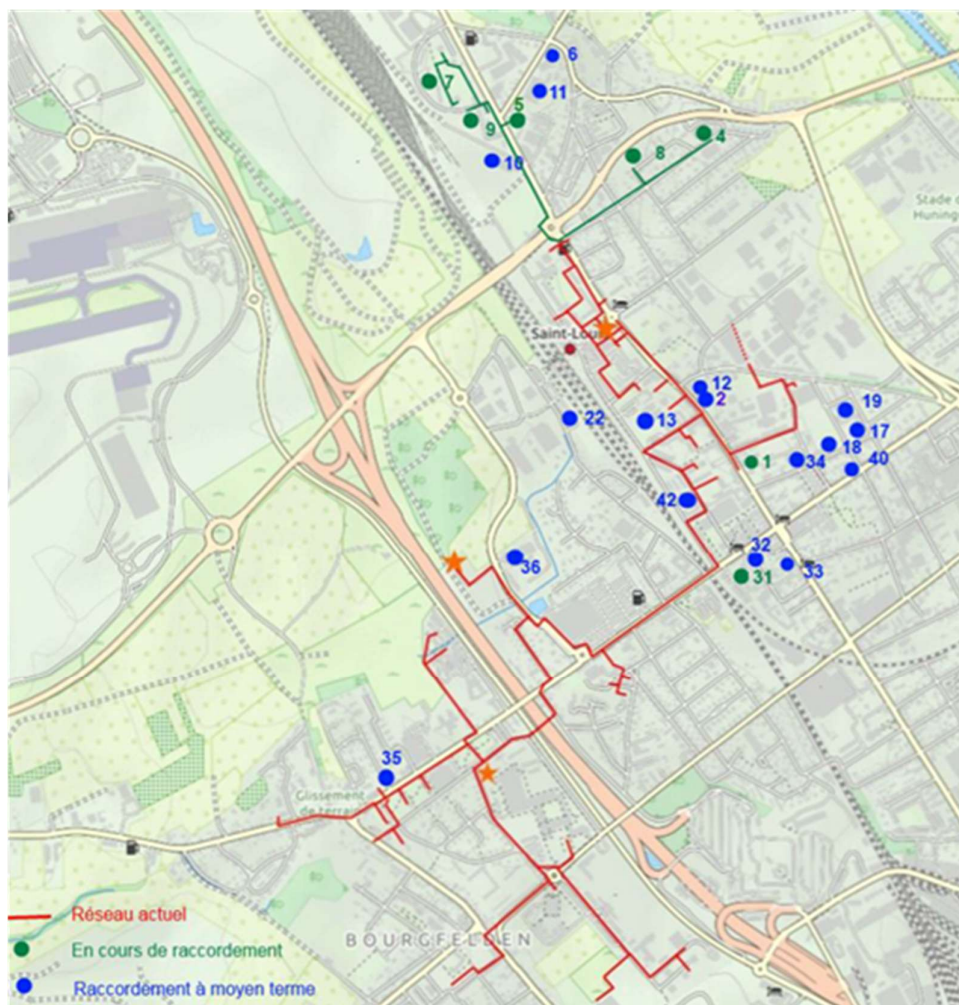 6
7
11
5
9
4
8
10
Stade d
Huning
Saint-Lou
12
2
19
13
22
17
18
1
34
40
42
32
36
33
31
35
Glissement
de terrain
Réseau actuel
En cours de raccordement
BOURGFELDEN
Raccordement à moyen terme